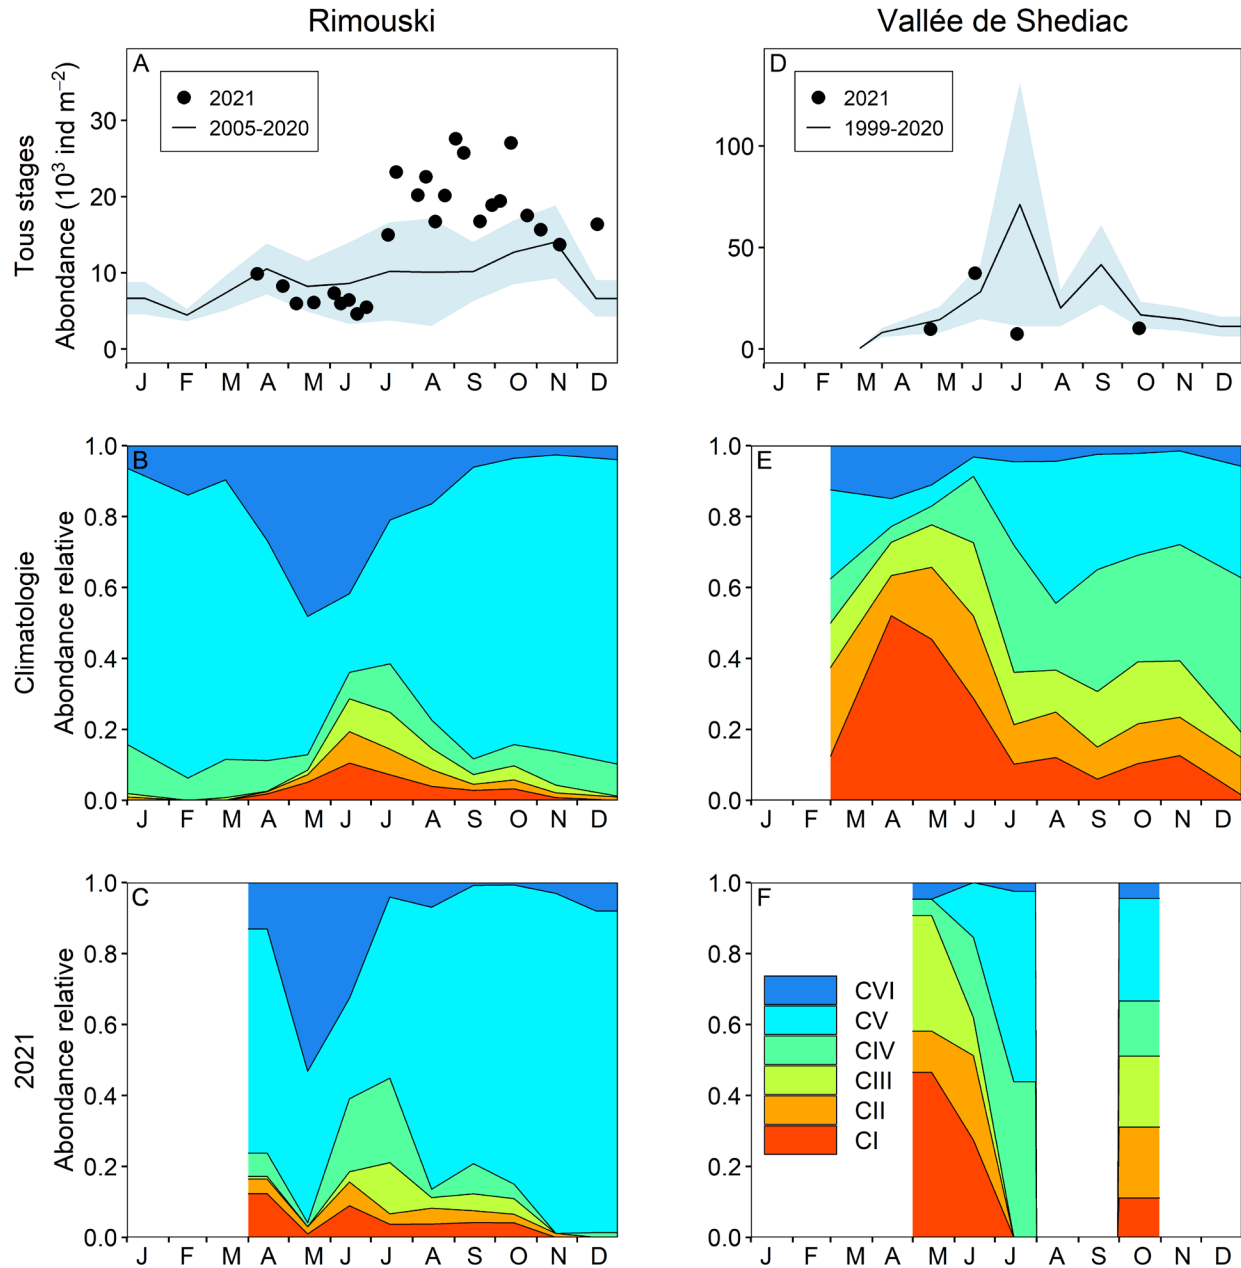 Rimouski
Vallée de Shediac
Tous stages
Abondance (10³ ind m⁻²)
A
2021
2005-2020
30
20
10
0
J F M A M J J A S O N D
D
2021
1999-2020
100
50
0
J F M A M J J A S O N D
Climatologie
Abondance relative
B
1.0
0.8
0.6
0.4
0.2
0.0
J F M A M J J A S O N D
E
1.0
0.8
0.6
0.4
0.2
0.0
J F M A M J J A S O N D
2021
Abondance relative
C
1.0
0.8
0.6
0.4
0.2
0.0
J F M A M J J A S O N D
F
1.0
0.8
0.6
0.4
0.2
0.0
CVI
CV
CIV
CIII
CII
CI
J F M A M J J A S O N D